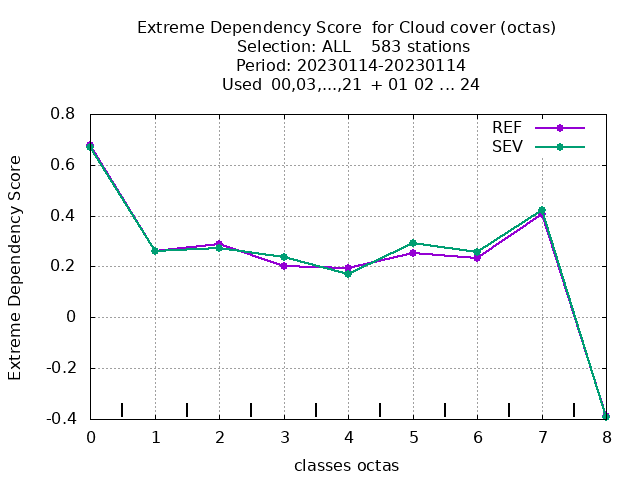 Extreme Dependency Score  for Cloud cover (octas)
Selection: ALL    583 stations
Period: 20230114-20230114
Used  00,03,...,21  + 01 02 ... 24
REF
SEV
Extreme Dependency Score
0.8
0.6
0.4
0.2
0
-0.2
-0.4
0 1 2 3 4 5 6 7 8
classes octas